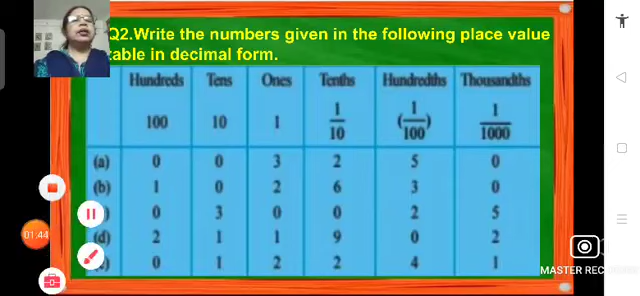 Q2.Write the numbers given in the following place value
table in decimal form.
Hundreds Tens Ones Tenths Hundredths Thousandths
100 10 1 1/10 (1/100) 1/1000
(a) 0 0 3 2 5 0
(b) 1 0 2 6 3 0
0 3 0 0 2 5
(d) 2 1 1 9 0 2
0 1 2 2 4 1
01:44
MASTER RECORDING